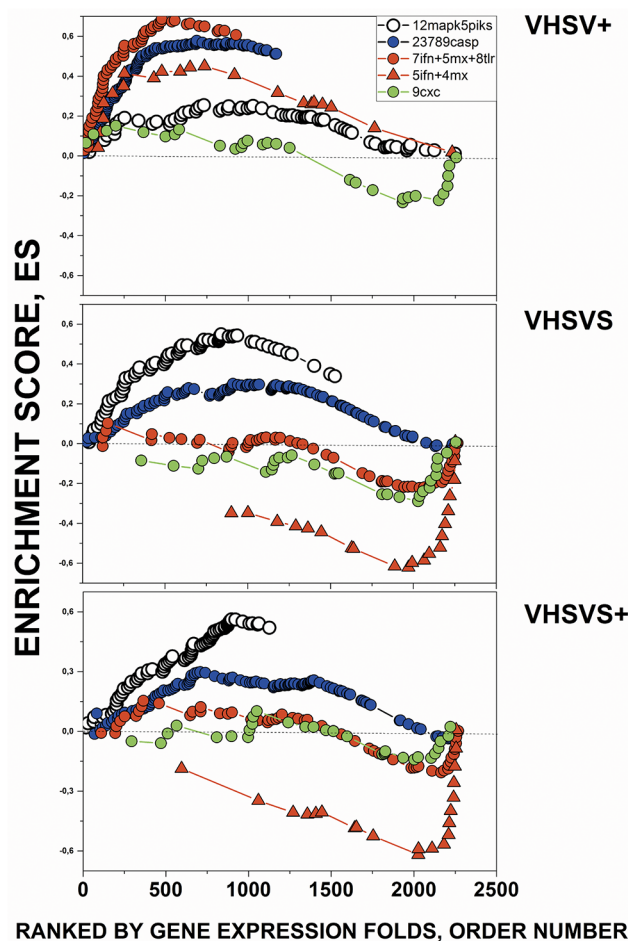 VHSV+
12mapk5piks
23789casp
7ifn+5mx+8tlr
5ifn+4mx
9cxc
0,6
0,4
0,2
0,0
0,2
0,4
0,6
VHSVS
0,6
0,4
0,2
0,0
0,2
0,4
0,6
VHSVS+
0,6
0,3
0,0
0,3
0,6
ENRICHMENT SCORE, ES
0 500 1000 1500 2000 2500
RANKED BY GENE EXPRESSION FOLDS, ORDER NUMBER